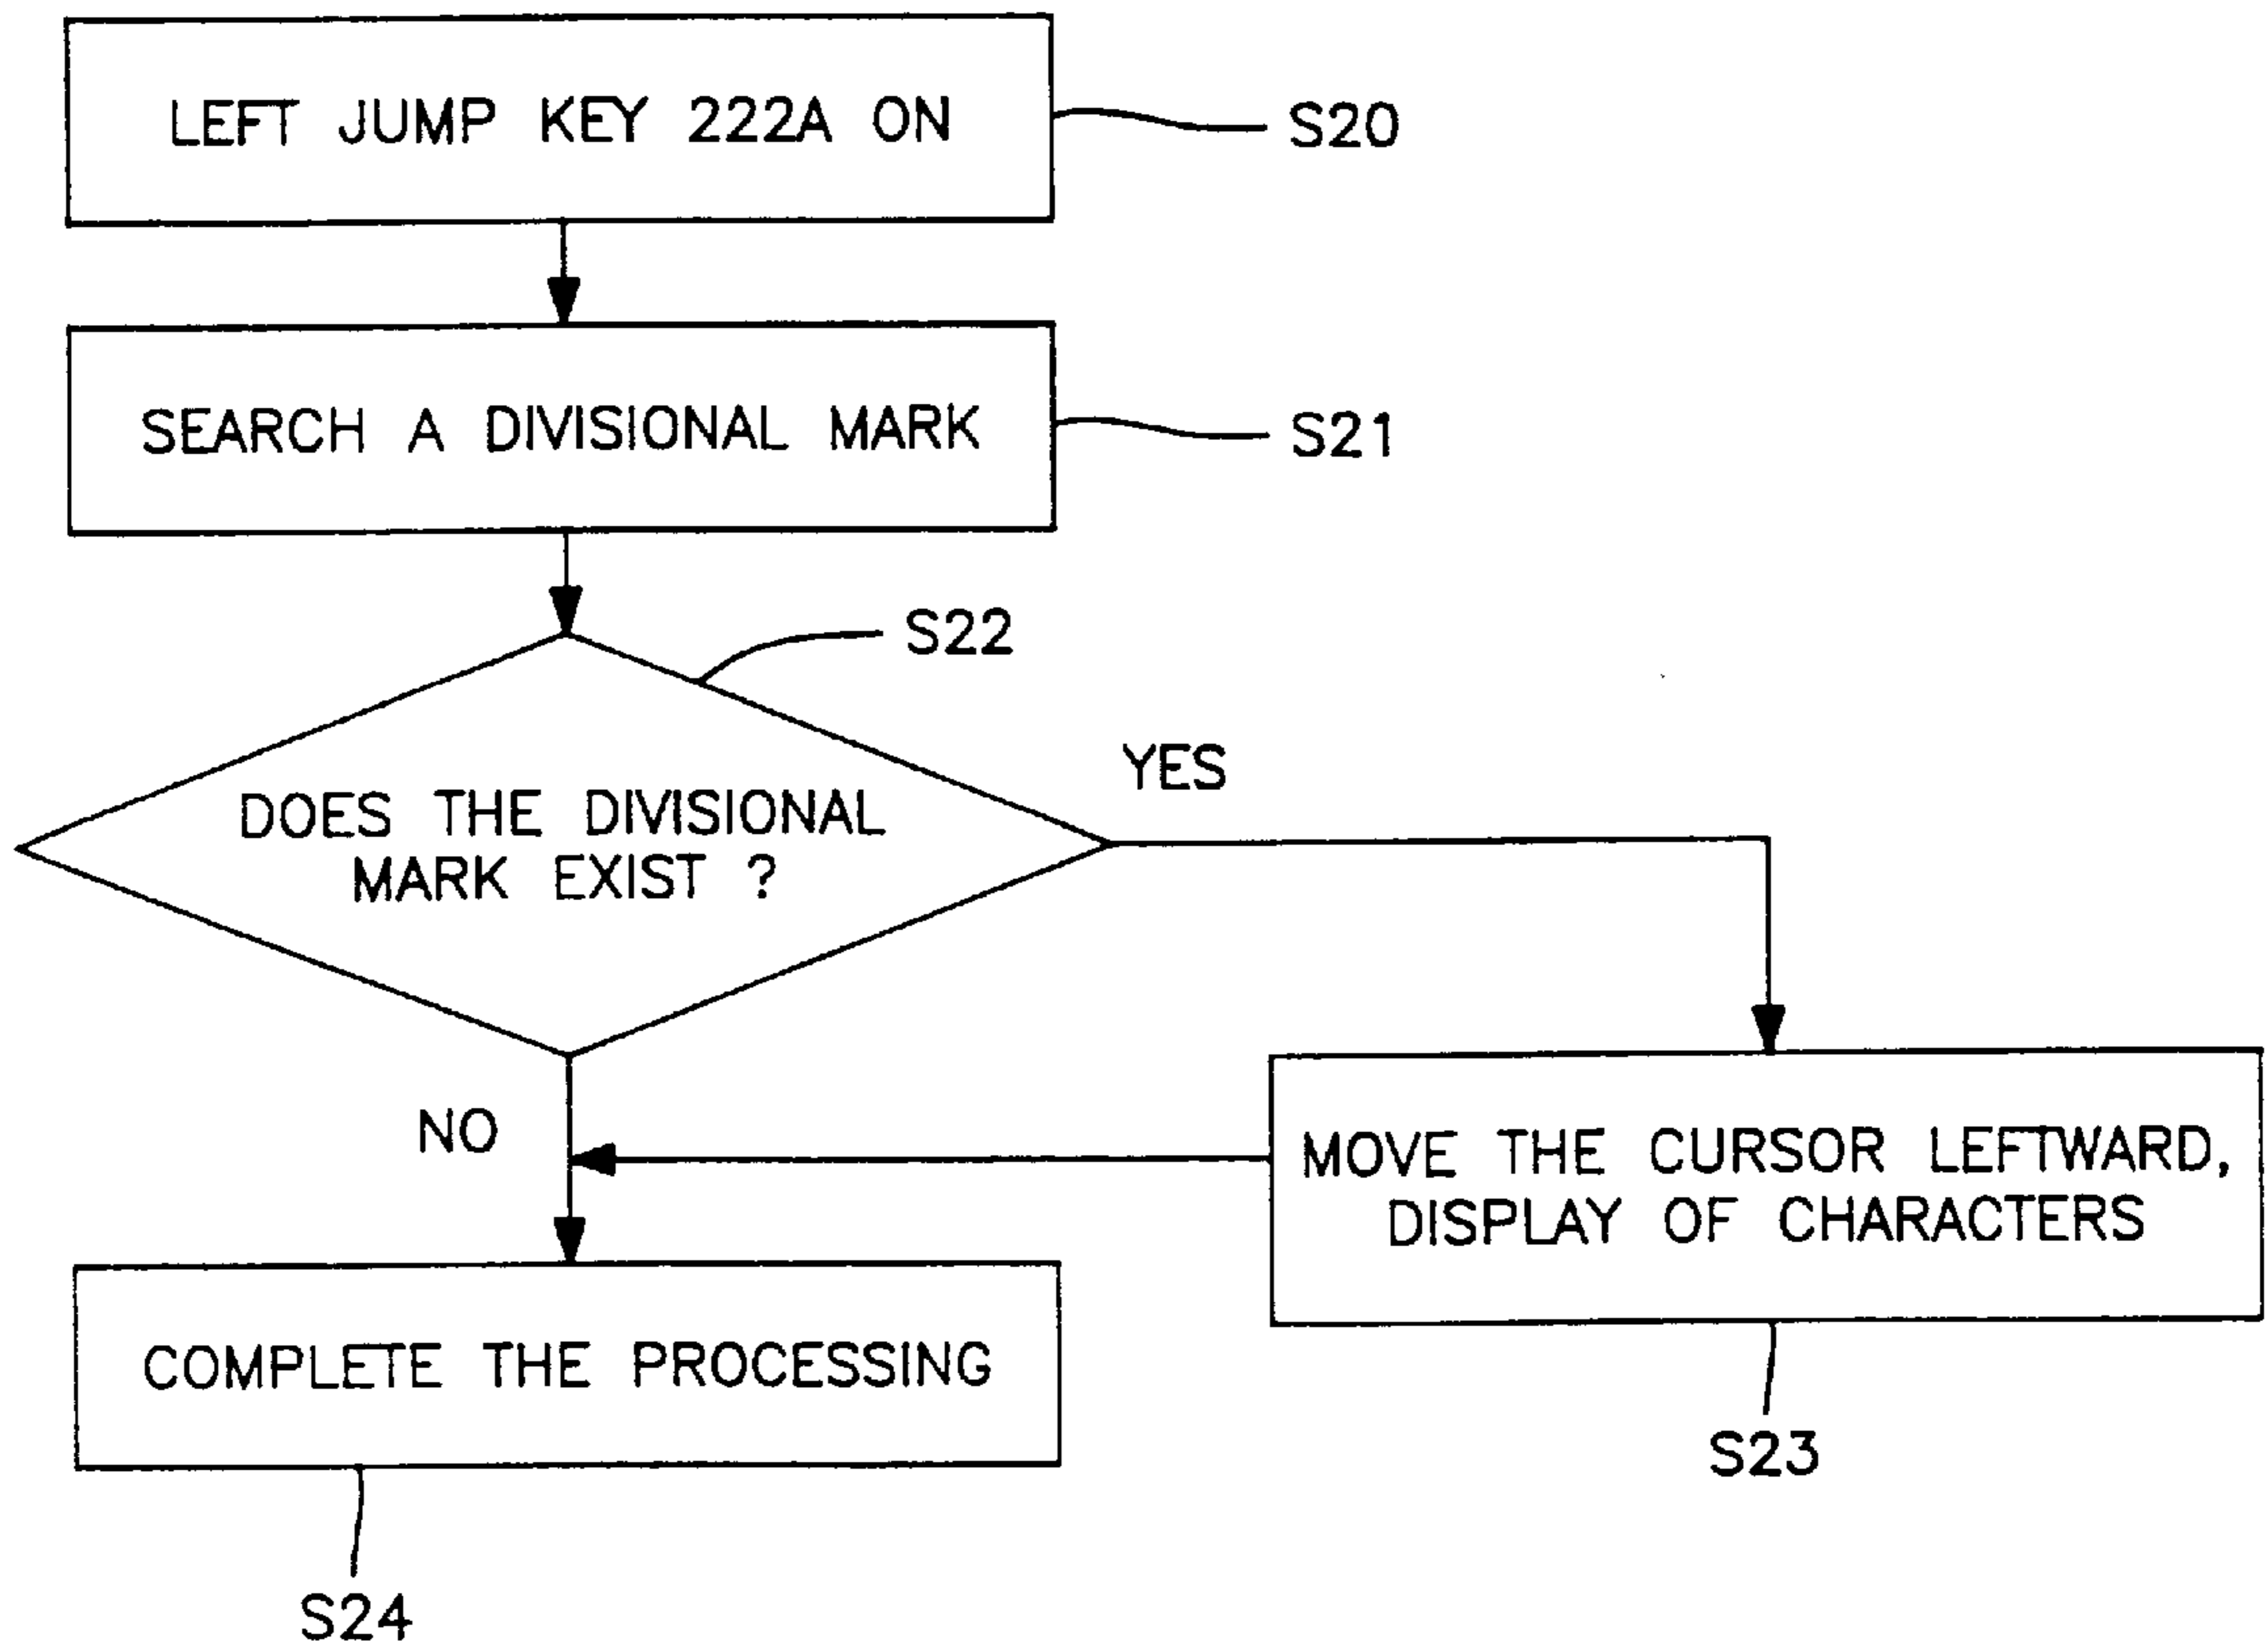 LEFT JUMP KEY 222A ON
S20
SEARCH A DIVISIONAL MARK
S21
S22
DOES THE DIVISIONAL
MARK EXIST ?
YES
NO
MOVE THE CURSOR LEFTWARD,
DISPLAY OF CHARACTERS
S23
COMPLETE THE PROCESSING
S24